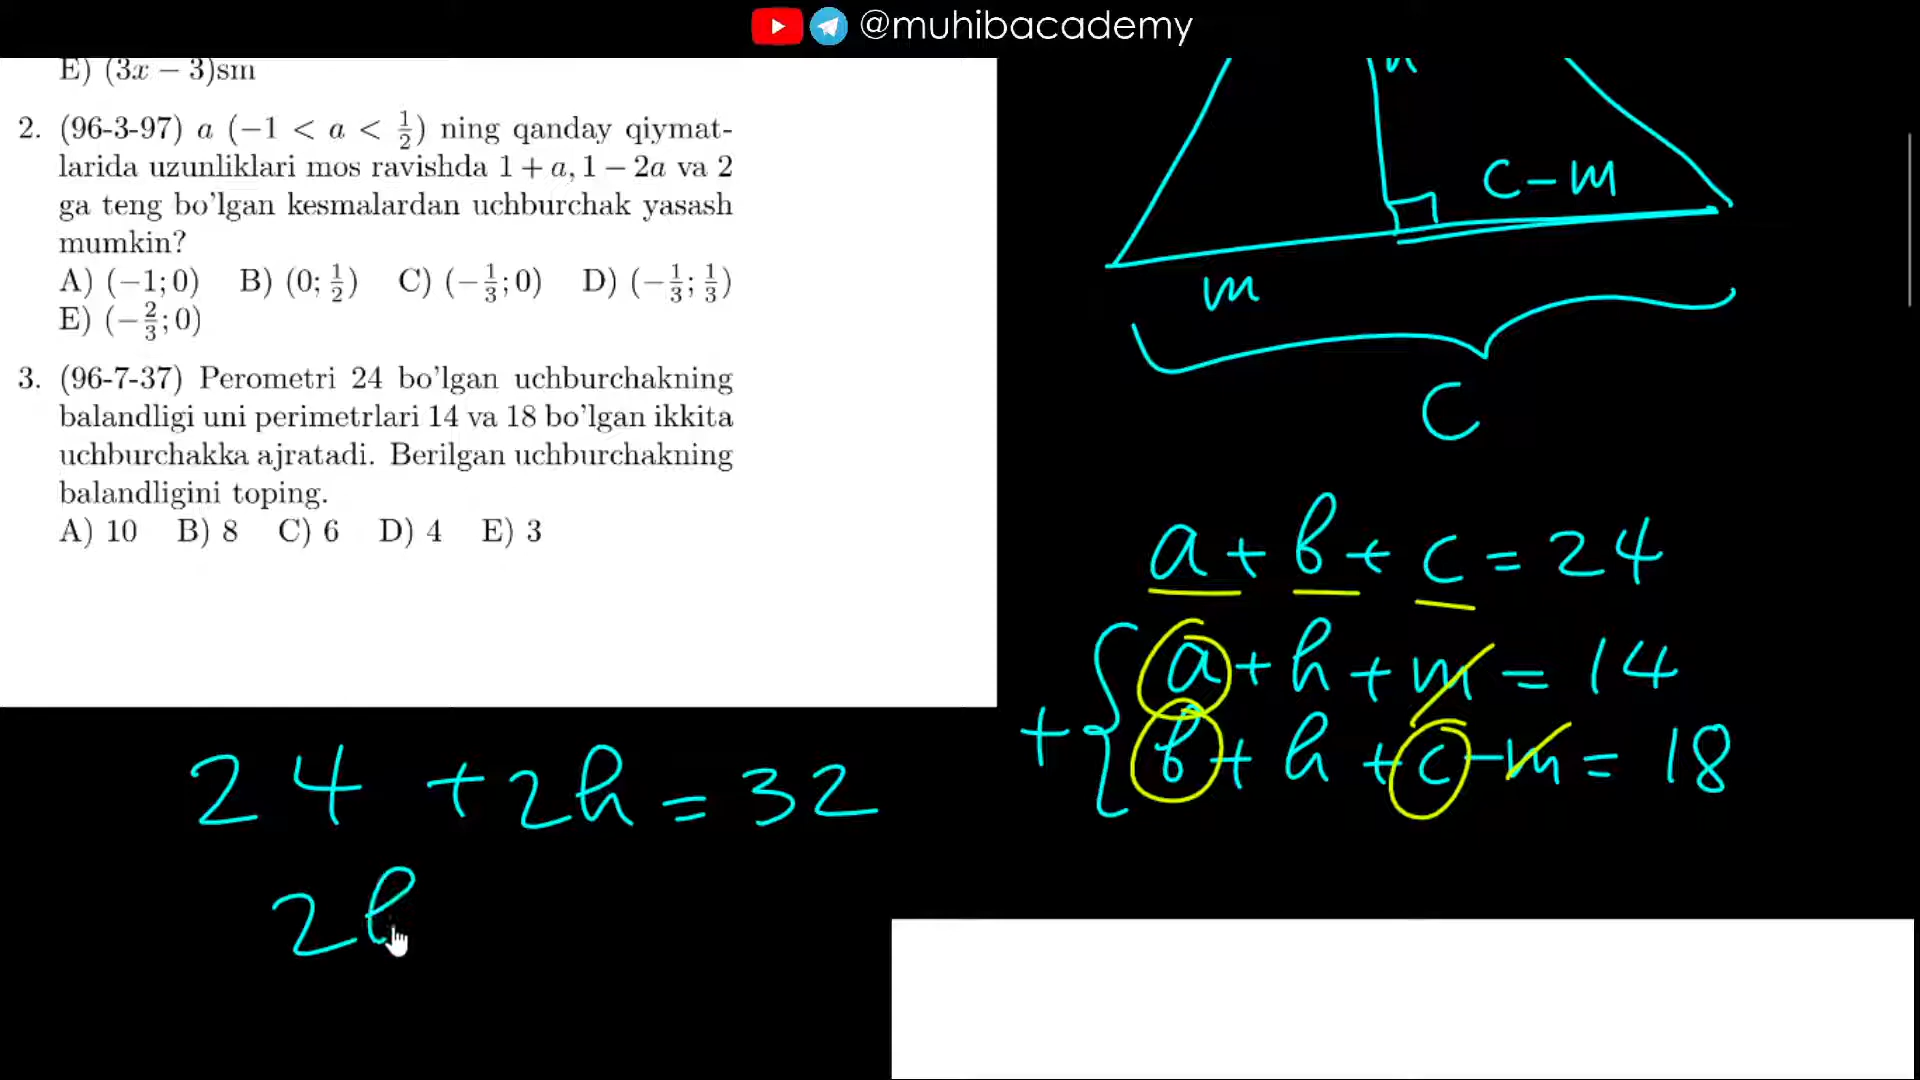 @muhibacademy
E) (3x − 3)sm
2. (96-3-97) a (−1 < a < 1/2) ning qanday qiymat-
larida uzunliklari mos ravishda 1 + a, 1 − 2a va 2
ga teng bo'lgan kesmalardan uchburchak yasash
mumkin?
A) (−1; 0) B) (0; 1/2) C) (−1/3; 0) D) (−1/3; 1/3)
E) (−2/3; 0)
3. (96-7-37) Perometri 24 bo'lgan uchburchakning
balandligi uni perimetrlari 14 va 18 bo'lgan ikkita
uchburchakka ajratadi. Berilgan uchburchakning
balandligini toping.
A) 10 B) 8 C) 6 D) 4 E) 3
c-m
m
c
a + b + c = 24
a + h + m = 14
+ b + h + c - m = 18
24 + 2h = 32
2